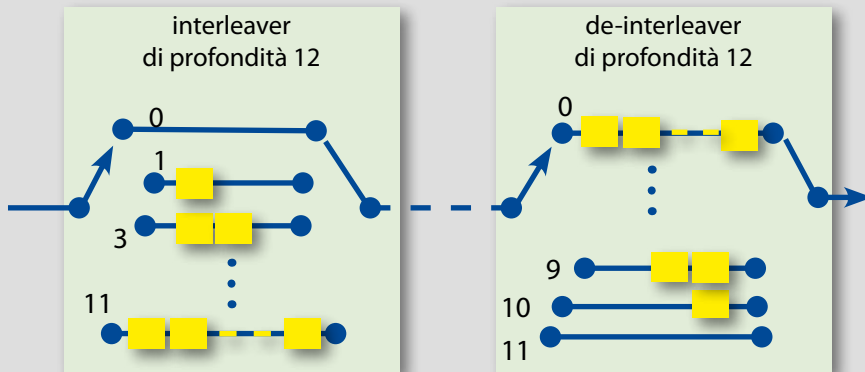 interleaver
di profondità 12
0
1
3
11
de-interleaver
di profondità 12
0
9
10
11